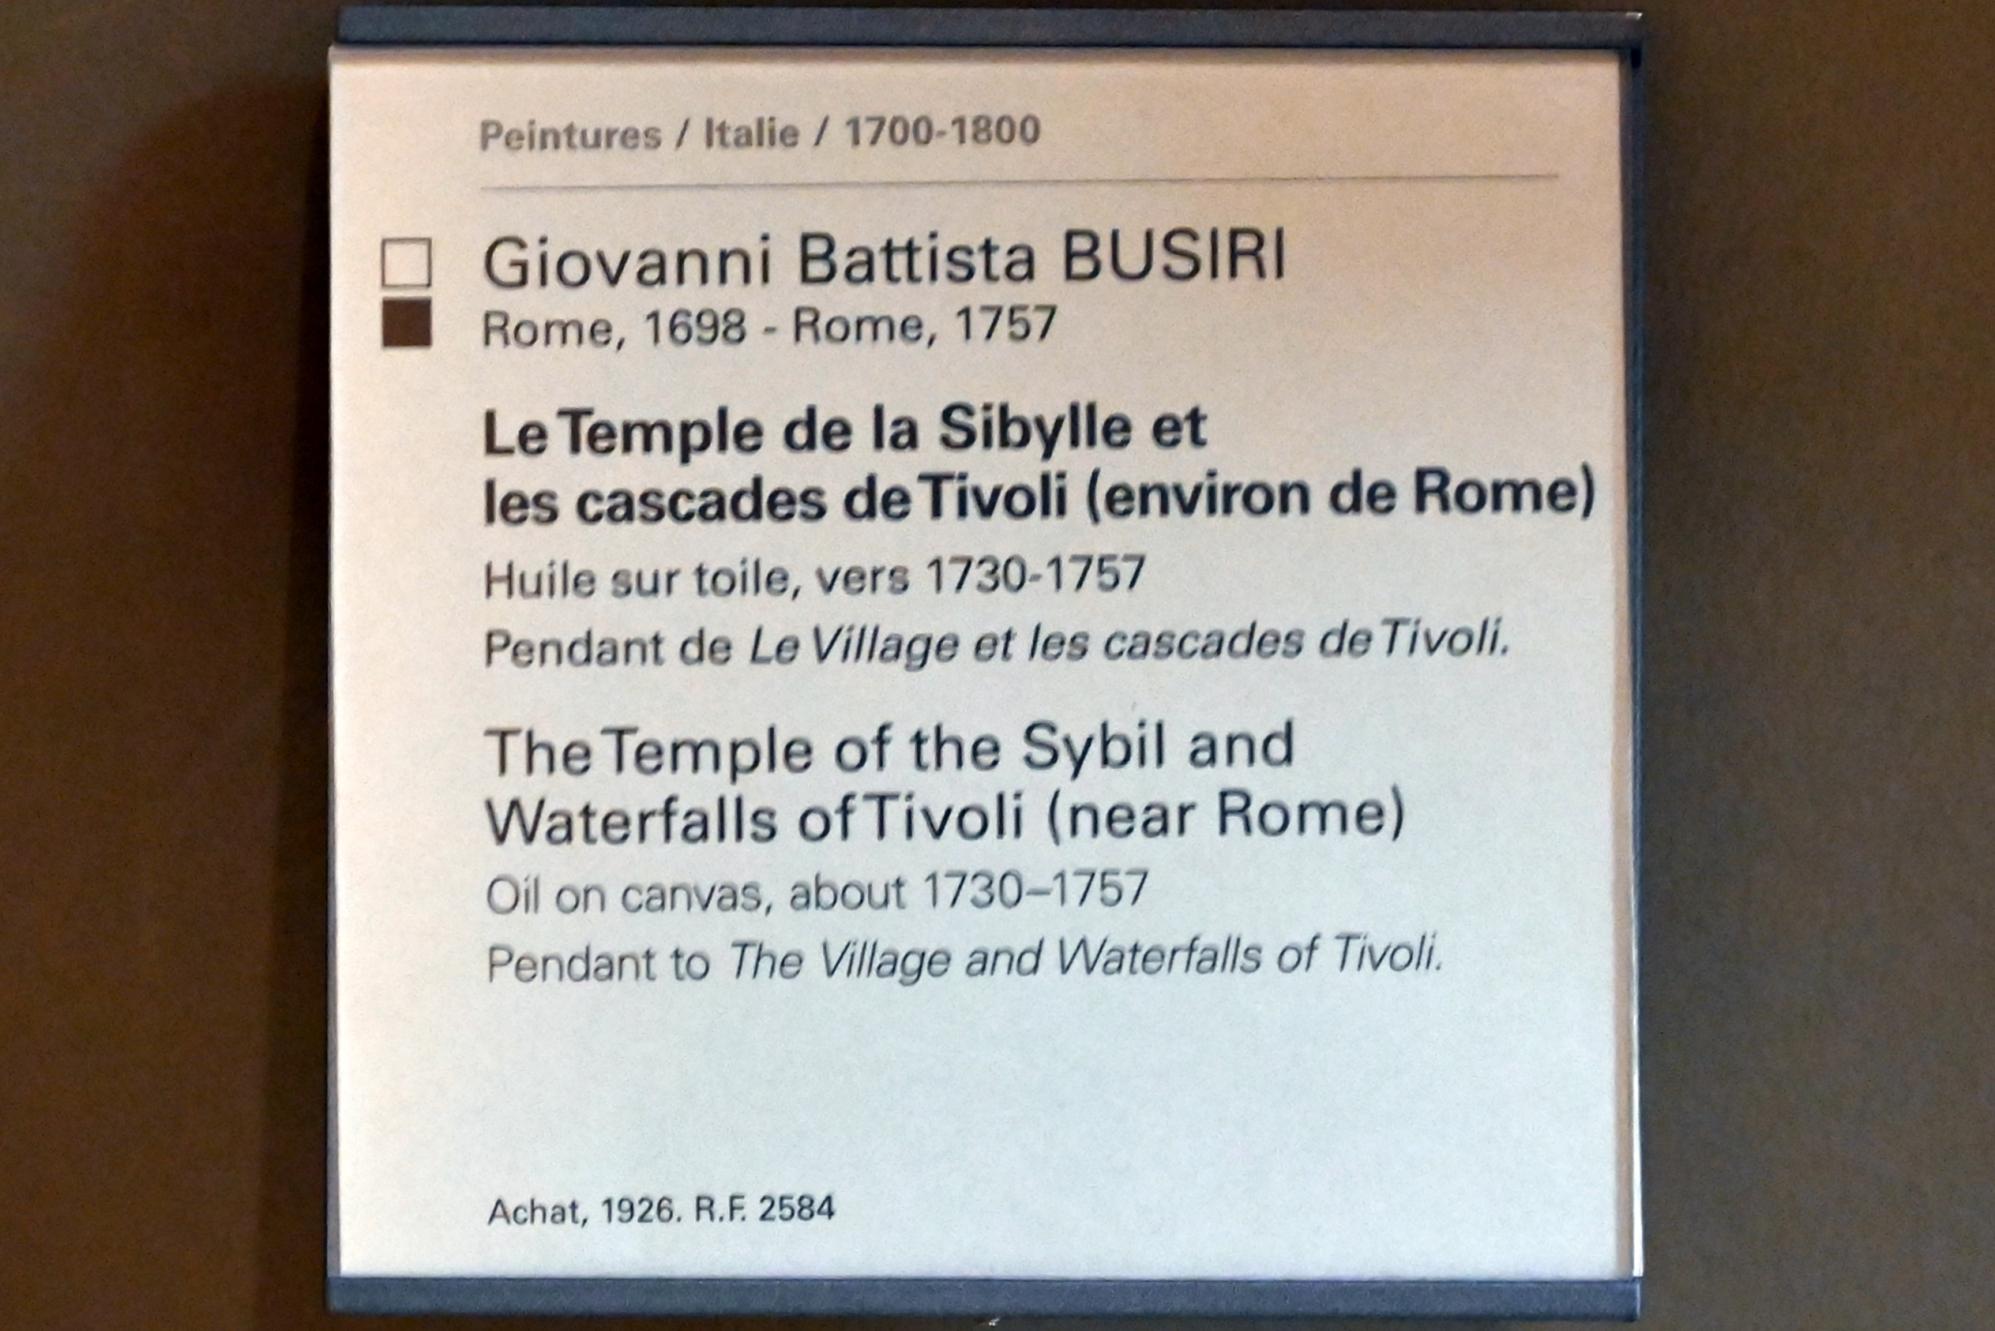 Peintures / Italie / 1700-1800
Giovanni Battista BUSIRI
Rome, 1698 - Rome, 1757
Le Temple de la Sibylle et
les cascades de Tivoli (environ de Rome)
Huile sur toile, vers 1730-1757
Pendant de Le Village et les cascades de Tivoli.
The Temple of the Sybil and
Waterfalls of Tivoli (near Rome)
Oil on canvas, about 1730–1757
Pendant to The Village and Waterfalls of Tivoli.
Achat, 1926. R.F. 2584